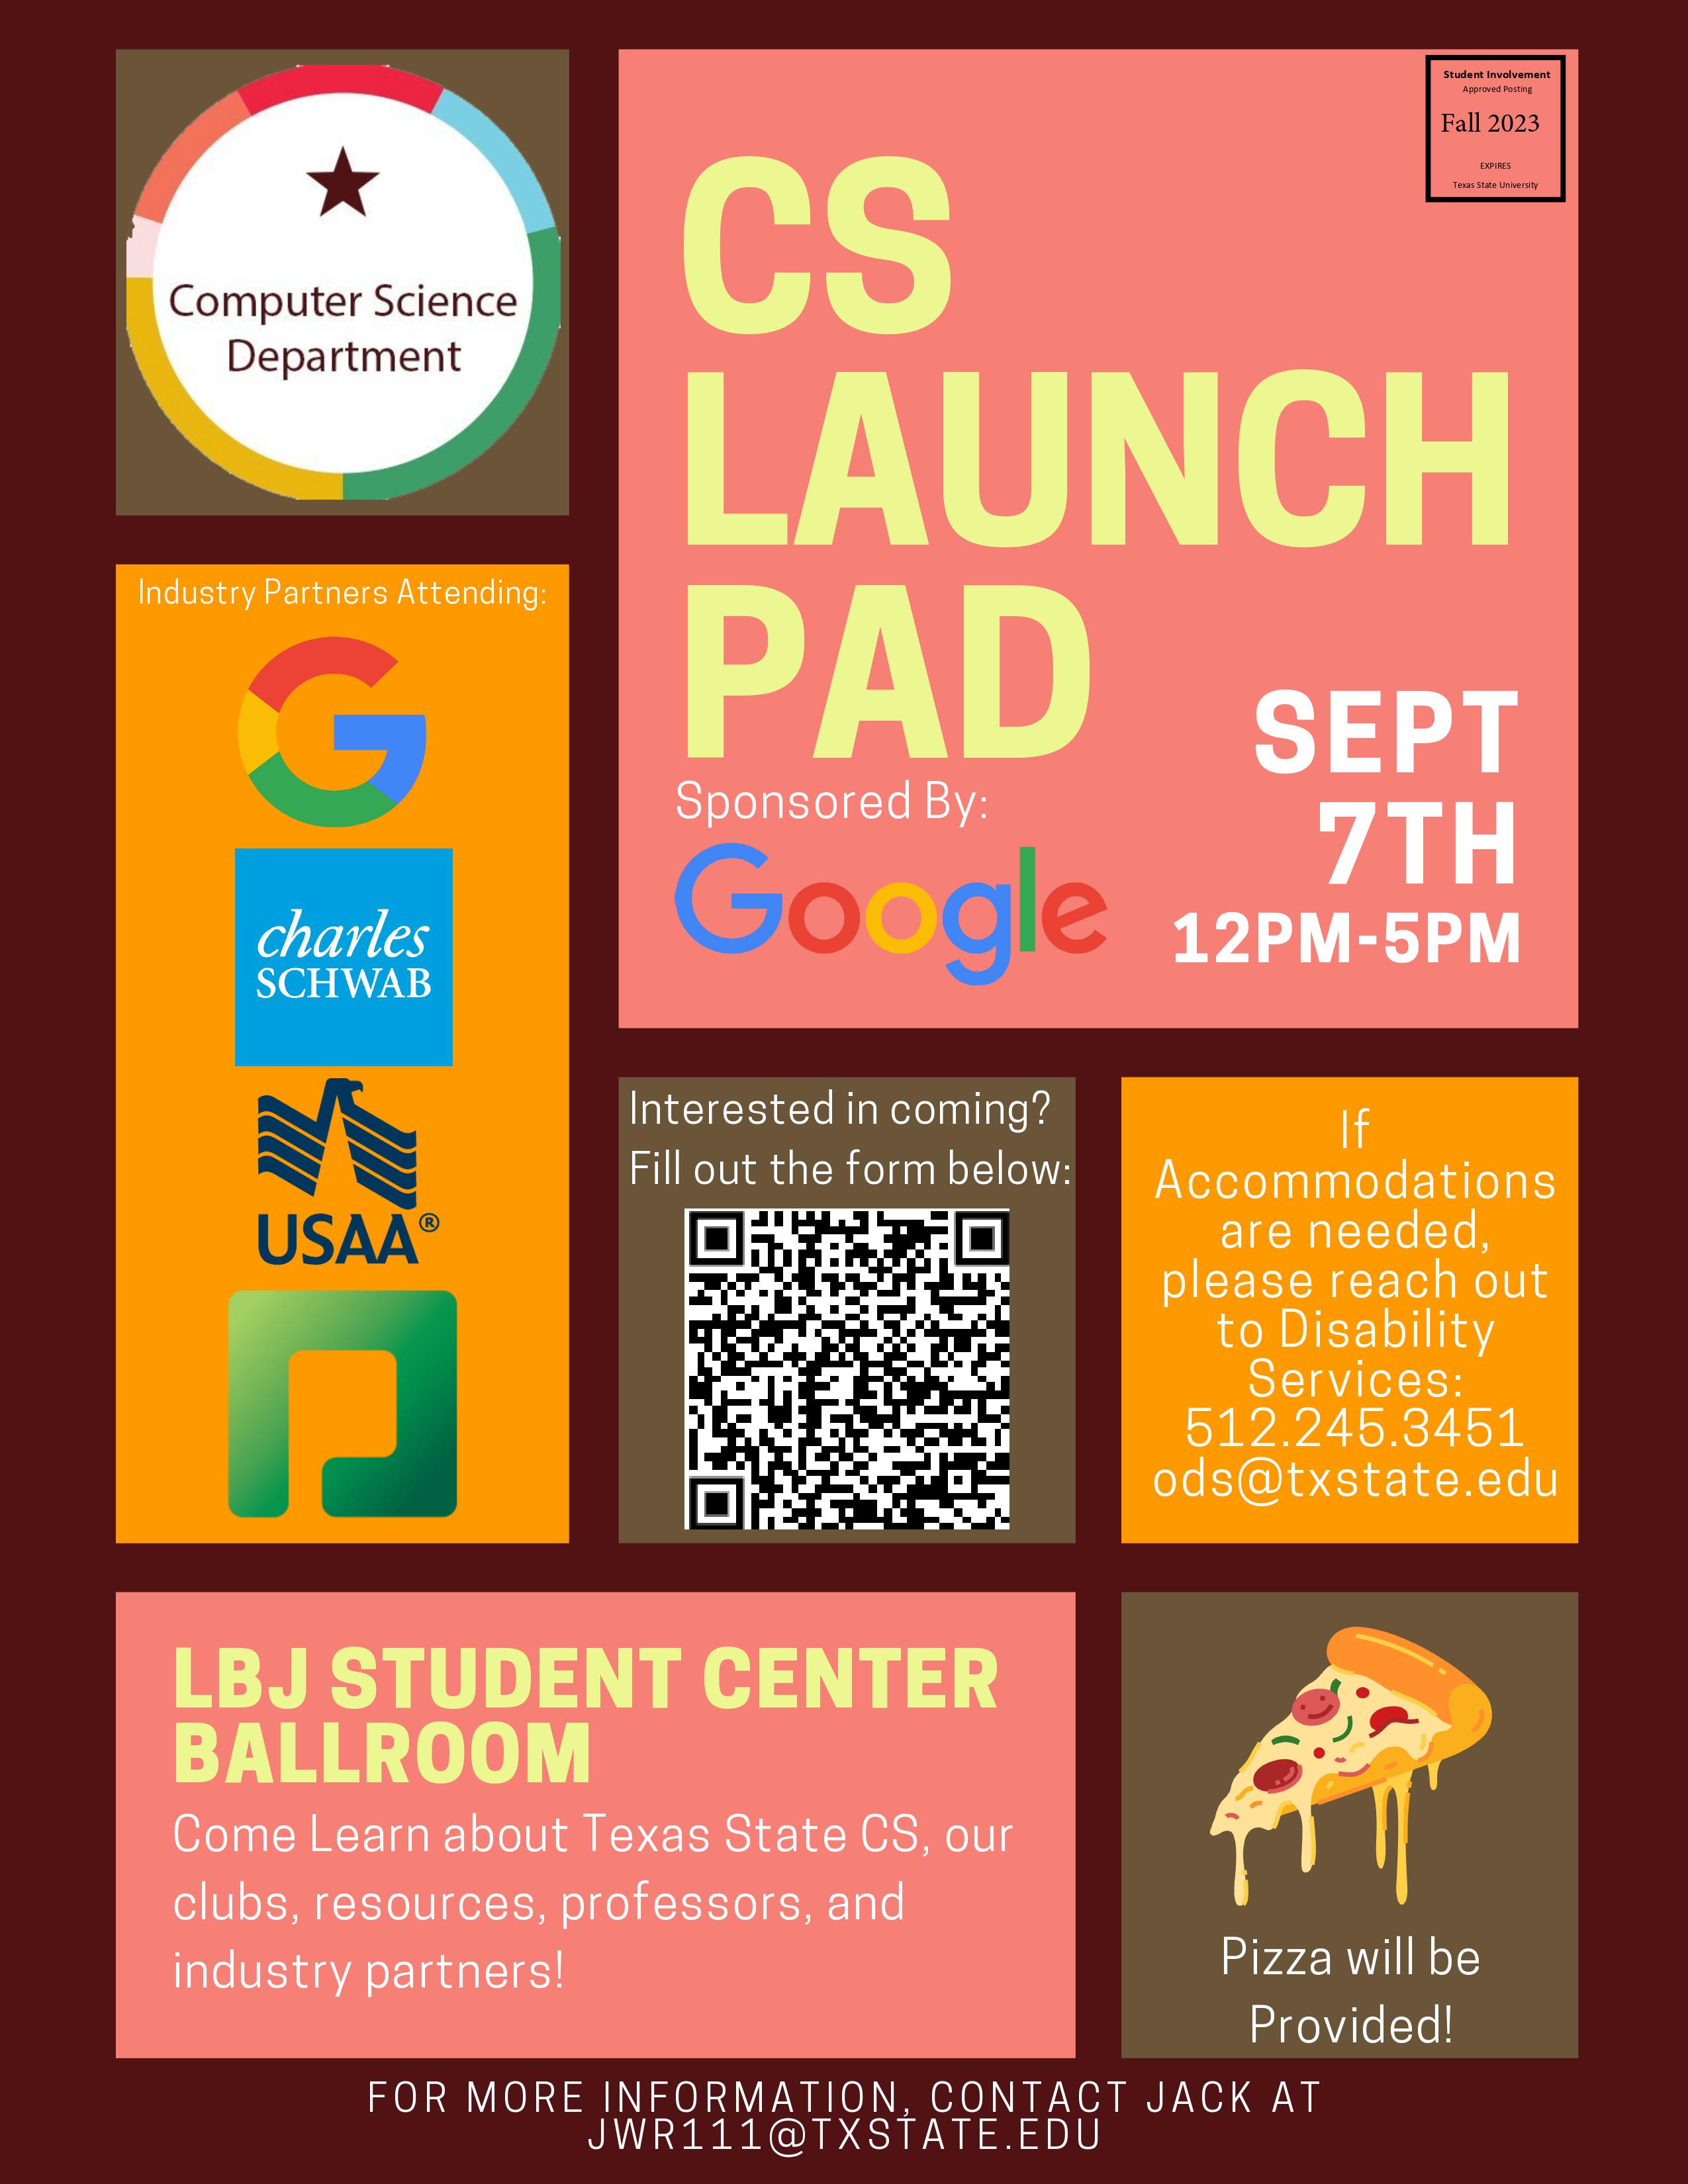 Computer Science
Department
Student Involvement
Approved Posting
Fall 2023
EXPIRES
Texas State University
CS
LAUNCH
PAD
Sponsored By:
Google
SEPT
7TH
12PM-5PM
Industry Partners Attending:
G
charles
SCHWAB
USAA®
Interested in coming?
Fill out the form below:
If
Accommodations
are needed,
please reach out
to Disability
Services:
512.245.3451
ods@txstate.edu
LBJ STUDENT CENTER
BALLROOM
Come Learn about Texas State CS, our
clubs, resources, professors, and
industry partners!
Pizza will be
Provided!
FOR MORE INFORMATION, CONTACT JACK AT
JWR111@TXSTATE.EDU